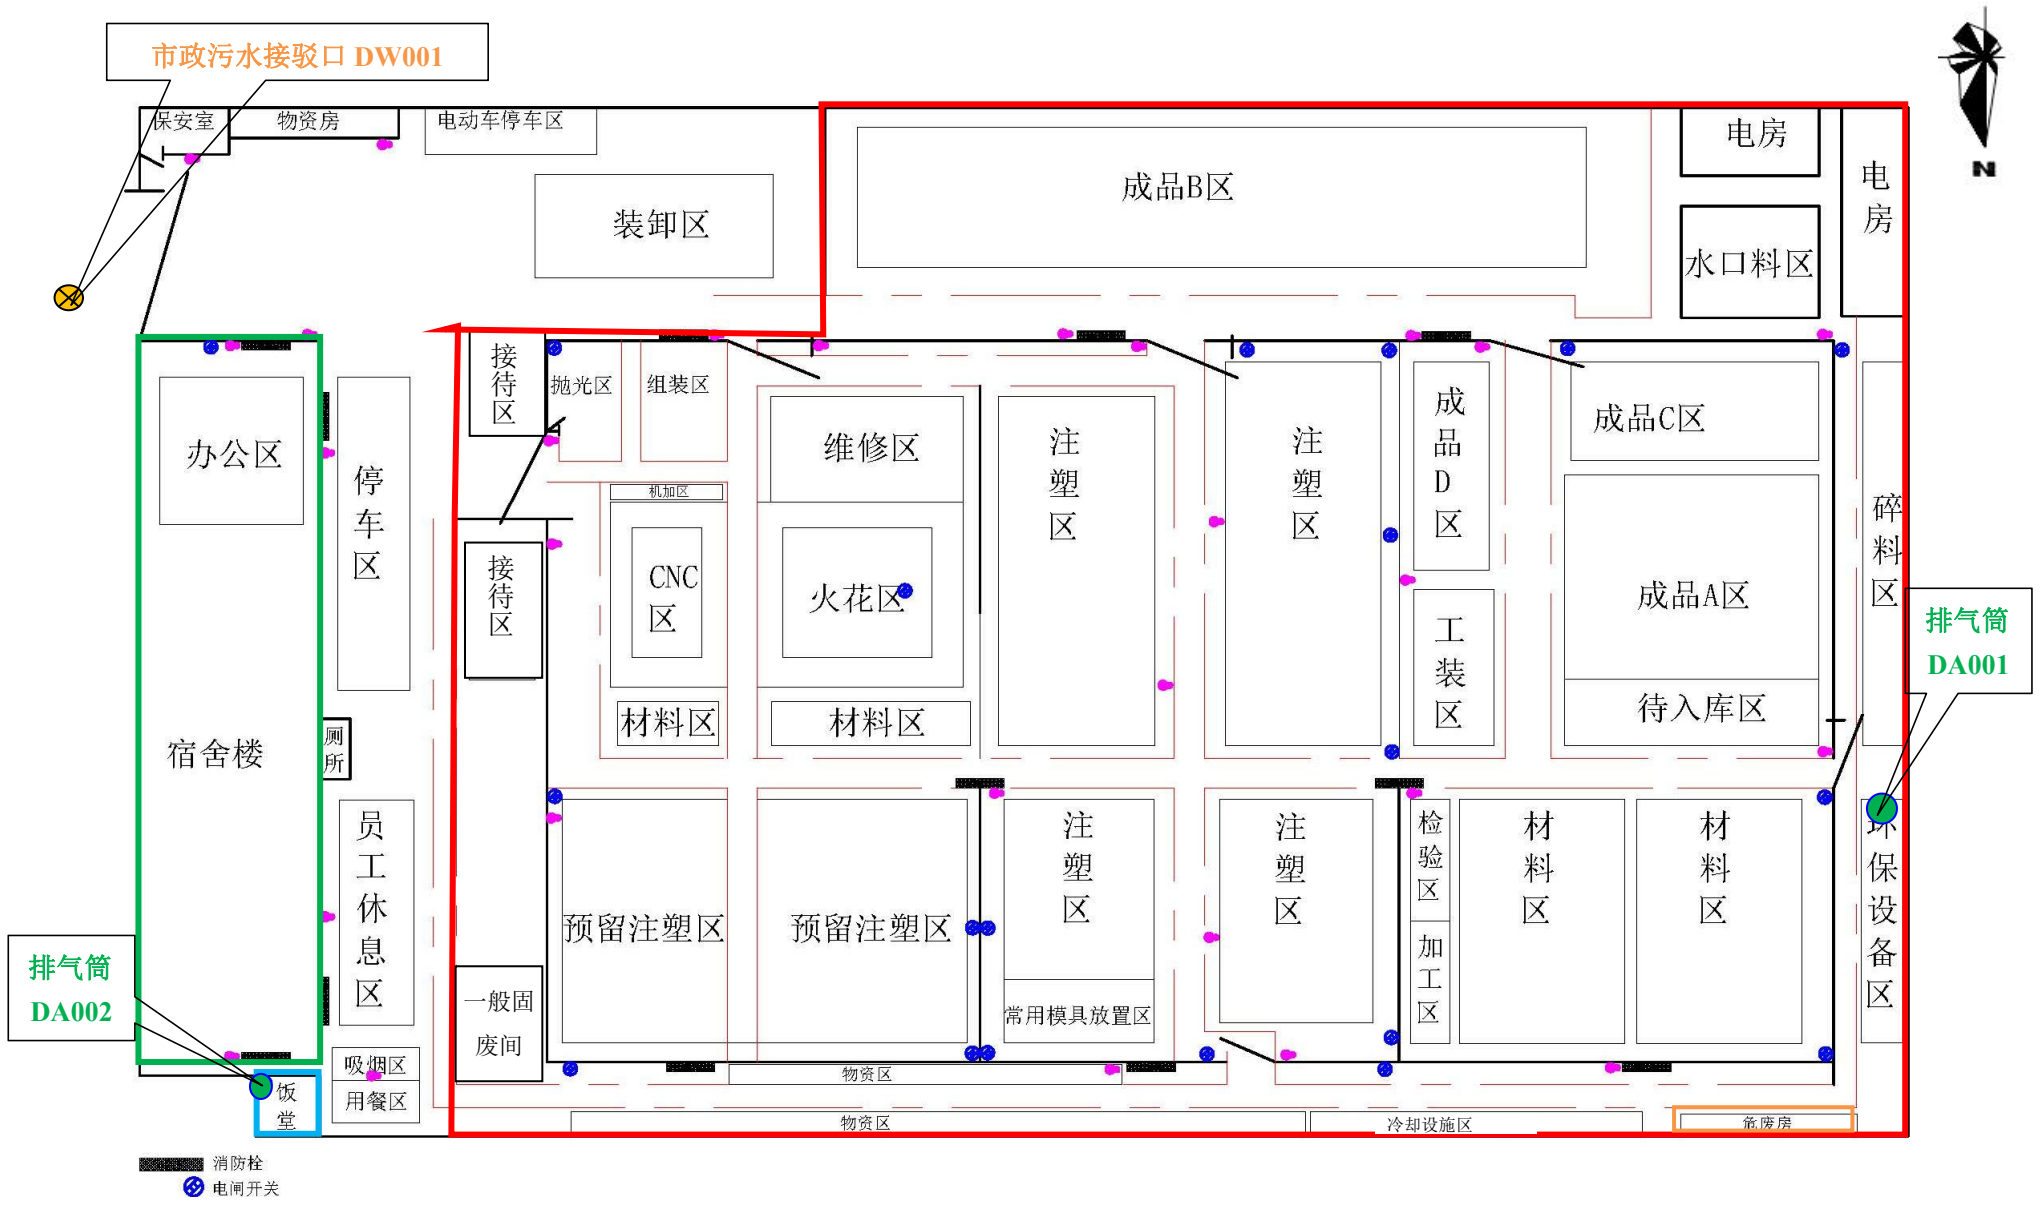 市政污水接驳口 DW001
N
保安室
物资房
电动车停车区
装卸区
成品B区
电房
电房
水口料区
接待区
抛光区
组装区
维修区
注塑区
注塑区
成品D区
成品C区
办公区
停车区
机加区
CNC区
火花区
接待区
工装区
成品A区
碎料区
排气筒
DA001
材料区
材料区
待入库区
宿舍楼
厕所
员工休息区
预留注塑区
预留注塑区
注塑区
注塑区
检验区
加工区
材料区
材料区
环保设备区
排气筒
DA002
一般固
废间
常用模具放置区
吸烟区
用餐区
饭堂
物资区
物资区
冷却设施区
危废房
消防栓
电闸开关